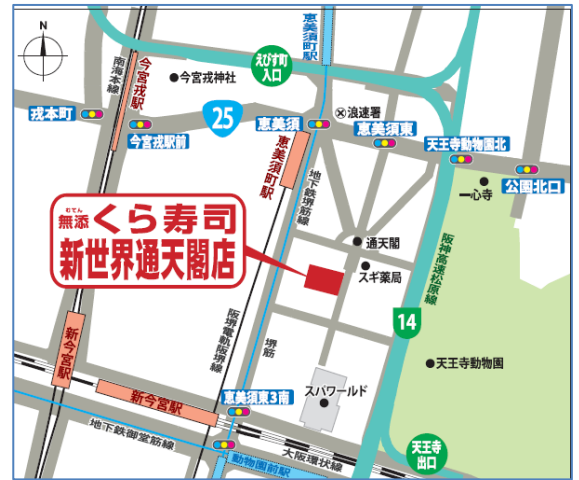 N
恵美須町駅
えびす町
入口
今宮戎神社
南海本線
今宮戎駅
25
浪速署
戎本町
今宮戎駅前
恵美須
恵美須東
天王寺動物園北
公園北口
恵美須町駅
地下鉄堺筋線
一心寺
むてん
無添くら寿司
新世界通天閣店
通天閣
スギ薬局
阪神高速松原線
14
阪堺電軌阪堺線
堺筋
新今宮駅
新今宮駅
恵美須東3南
スパワールド
天王寺動物園
地下鉄御堂筋線
動物園前駅
大阪環状線
天王寺
出口